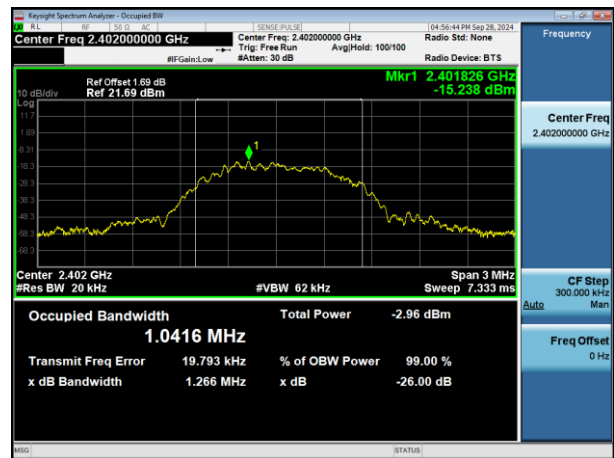 Keysight Spectrum Analyzer - Occupied BW
RL RF 50 Ω AC SENSE:PULSE 04:56:44 PM Sep 28, 2024
Center Freq 2.402000000 GHz Center Freq: 2.402000000 GHz Radio Std: None
Trig: Free Run Avg|Hold: 100/100
#IFGain:Low #Atten: 30 dB Radio Device: BTS
Frequency
Ref Offset 1.69 dB Mkr1 2.401826 GHz
10 dB/div Ref 21.69 dBm -15.238 dBm
Log
11.7
1.69
-8.31
-18.3
-28.3
-38.3
-48.3
-58.3
-68.3
1
Center 2.402 GHz Span 3 MHz
#Res BW 20 kHz #VBW 62 kHz Sweep 7.333 ms
Occupied Bandwidth Total Power -2.96 dBm
1.0416 MHz
Transmit Freq Error 19.793 kHz % of OBW Power 99.00 %
x dB Bandwidth 1.266 MHz x dB -26.00 dB
Center Freq
2.402000000 GHz
CF Step
300.000 kHz
Auto Man
Freq Offset
0 Hz
MSG STATUS